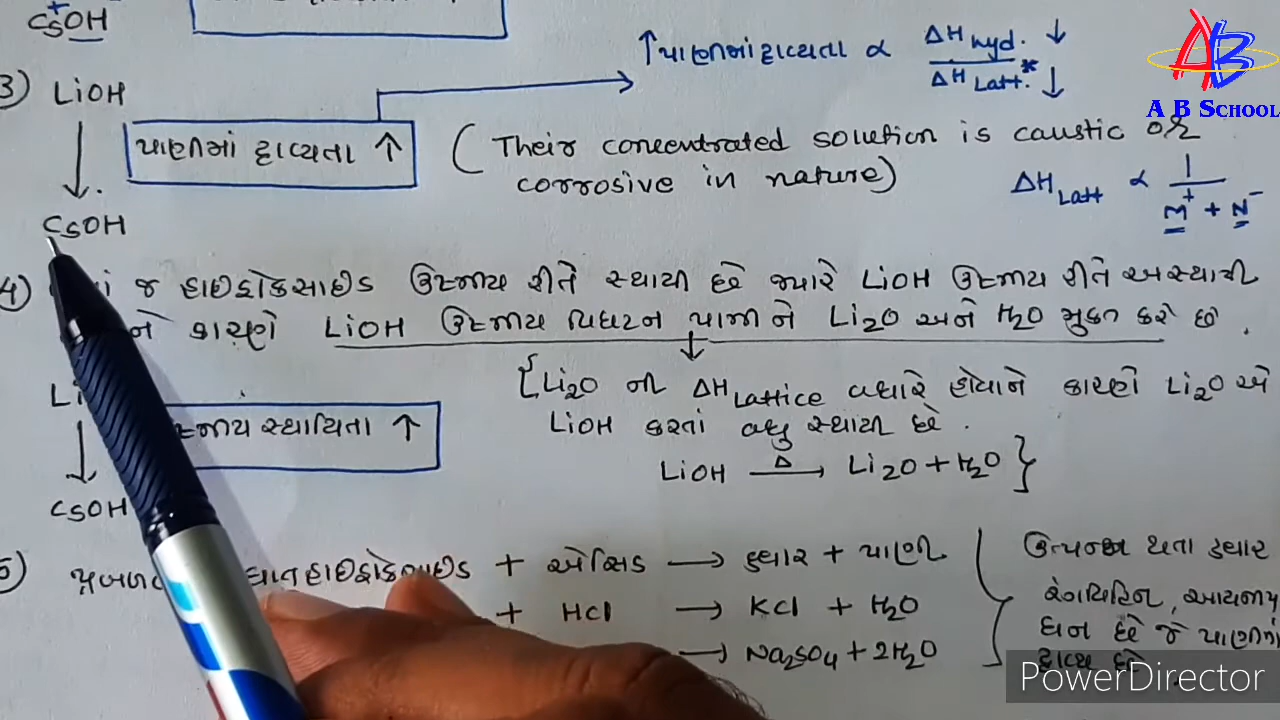 CsOH
3) LiOH
↑ પાણીમાં દ્રાવ્યતા ∝ ΔHhyd. ↓ / ΔHLatt.* ↓
A B SCHOOL
પાણીમાં દ્રાવ્યતા ↑
(Their concentrated solution is caustic or
corrosive in nature)
ΔHLatt ∝ 1 / M⁺ + N⁻
CsOH
4) જ હાઇડ્રોકસાઇડ ઉષ્મીય રીતે સ્થાયી છે જ્યારે LiOH ઉષ્મીય રીતે અસ્થાયી
કારણે LiOH ઉષ્મીય વિઘટન પામીને Li2O અને H2O મુક્ત કરે છે.
{Li2O ની ΔHLattice વધારે હોવાને કારણે Li2O એ
LiOH કરતાં વધુ સ્થાયી છે.
LiOH —Δ→ Li2O + H2O }
સ્થાયિતા ↑
CsOH
5) + એસિડ → ક્ષાર + પાણી
+ HCl → KCl + H2O
→ Na2SO4 + 2H2O
ઉત્પન્ન થતા ક્ષાર
રંગવિહિન, આયનીય
ઘન છે જે પાણીમાં
દ્રાવ્ય છે.
PowerDirector